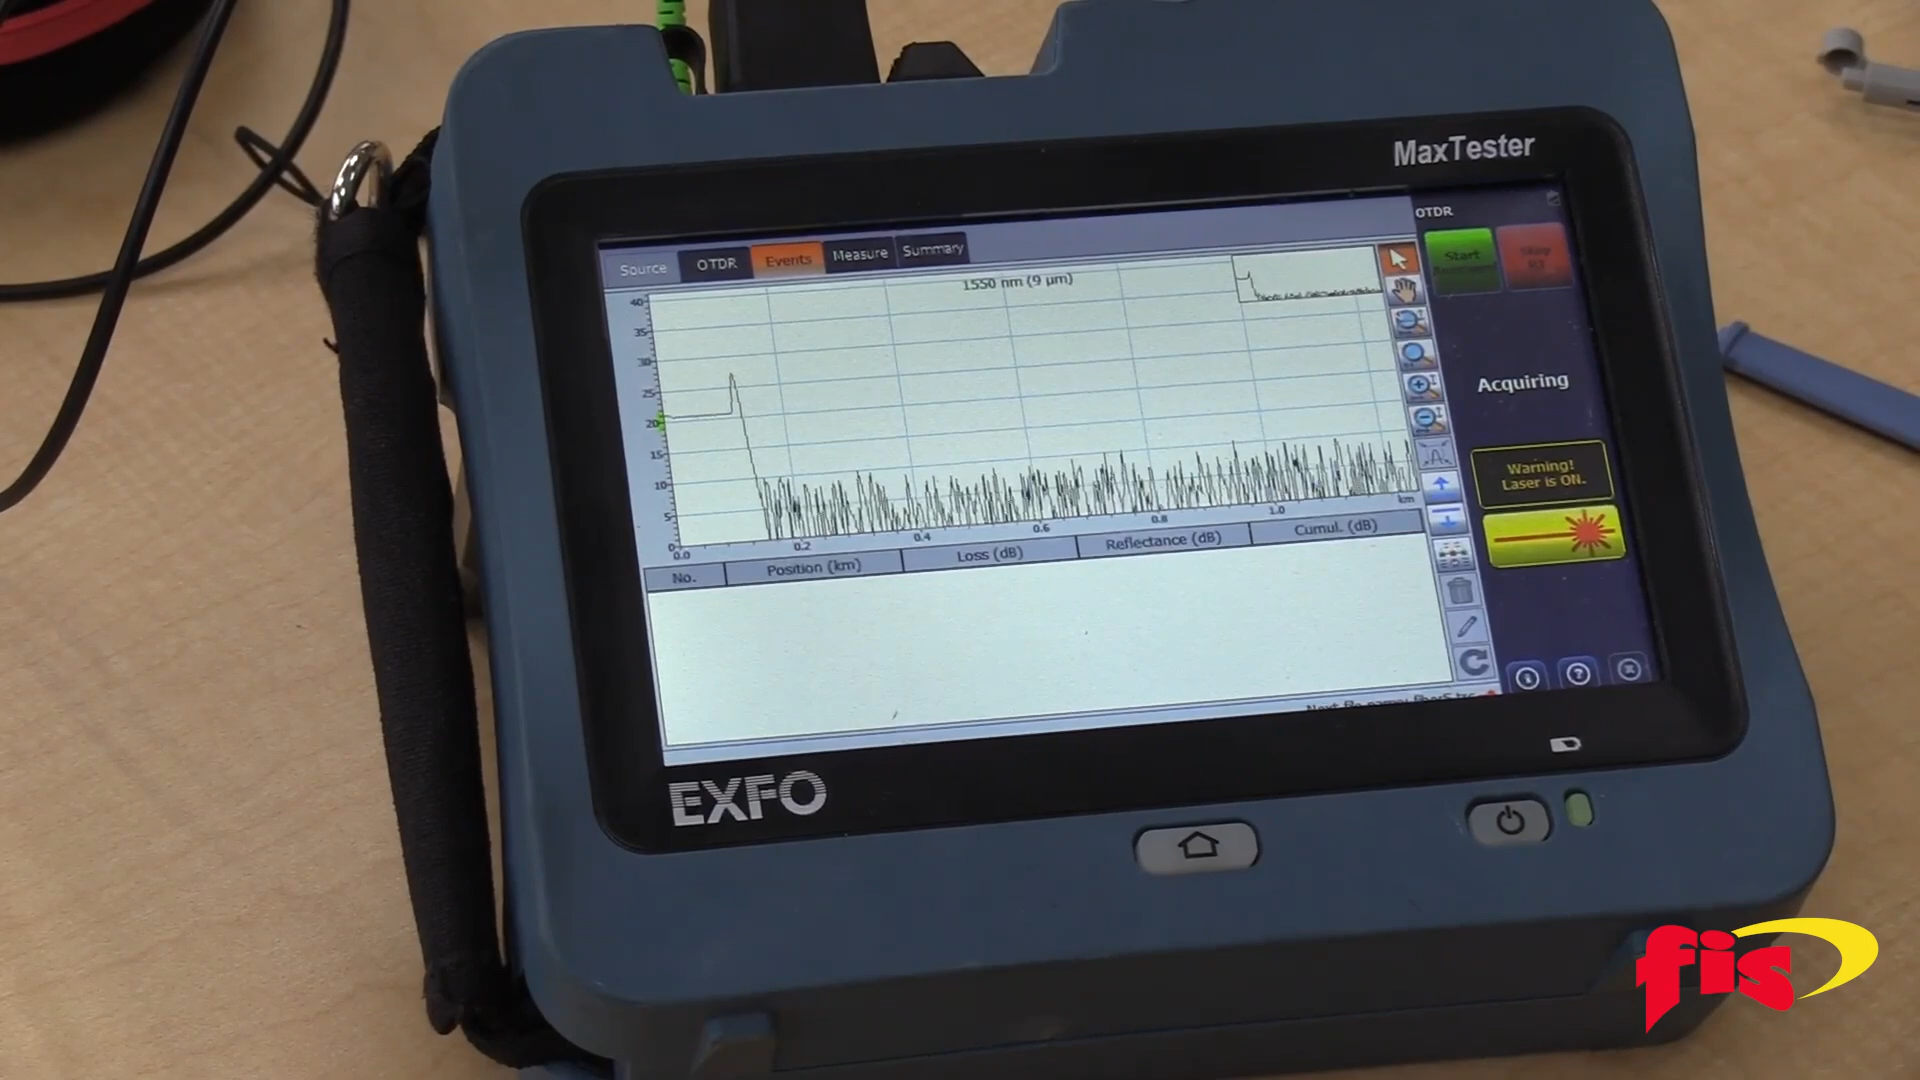 MaxTester
OTDR
Source OTDR Events Measure Summary
Start
1550 nm (9 µm)
40
35
30
25
20
15
10
5
0
0.0 0.2 0.4 0.6 0.8 1.0 km
Acquiring
Warning!
Laser is ON.
No. Position (km) Loss (dB) Reflectance (dB) Cumul. (dB)
EXFO
fis